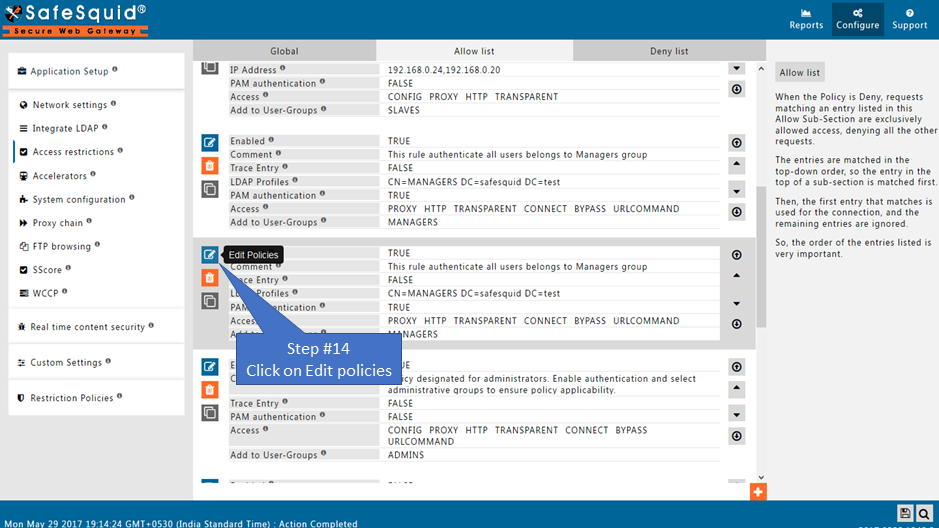 SafeSquid®
Secure Web Gateway
Reports
Configure
Support
Global
Allow list
Deny list
Application Setup
Network settings
Integrate LDAP
Access restrictions
Accelerators
System configuration
Proxy chain
FTP browsing
SScore
WCCP
Real time content security
Custom Settings
Restriction Policies
IP Address 192.168.0.24,192.168.0.20
PAM authentication FALSE
Access CONFIG PROXY HTTP TRANSPARENT
Add to User-Groups SLAVES
Enabled TRUE
Comment This rule authenticate all users belongs to Managers group
Trace Entry FALSE
LDAP Profiles CN=MANAGERS DC=safesquid DC=test
PAM authentication TRUE
Access PROXY HTTP TRANSPARENT CONNECT BYPASS URLCOMMAND
Add to User-Groups MANAGERS
Edit Policies
TRUE
Comment This rule authenticate all users belongs to Managers group
Trace Entry FALSE
Profiles CN=MANAGERS DC=safesquid DC=test
TRUE
PROXY HTTP TRANSPARENT CONNECT BYPASS URLCOMMAND
MANAGERS
Step #14
Click on Edit policies
policy designated for administrators. Enable authentication and select
administrative groups to ensure policy applicability.
Trace Entry FALSE
PAM authentication FALSE
Access CONFIG PROXY HTTP TRANSPARENT CONNECT BYPASS
URLCOMMAND
Add to User-Groups ADMINS
Allow list
When the Policy is Deny, requests
matching an entry listed in this
Allow Sub-Section are exclusively
allowed access, denying all the other
requests.
The entries are matched in the
top-down order, so the entry in the
top of a sub-section is matched first.
Then, the first entry that matches is
used for the connection, and the
remaining entries are ignored.
So, the order of the entries listed is
very important.
Mon May 29 2017 19:14:24 GMT+0530 (India Standard Time) : Action Completed